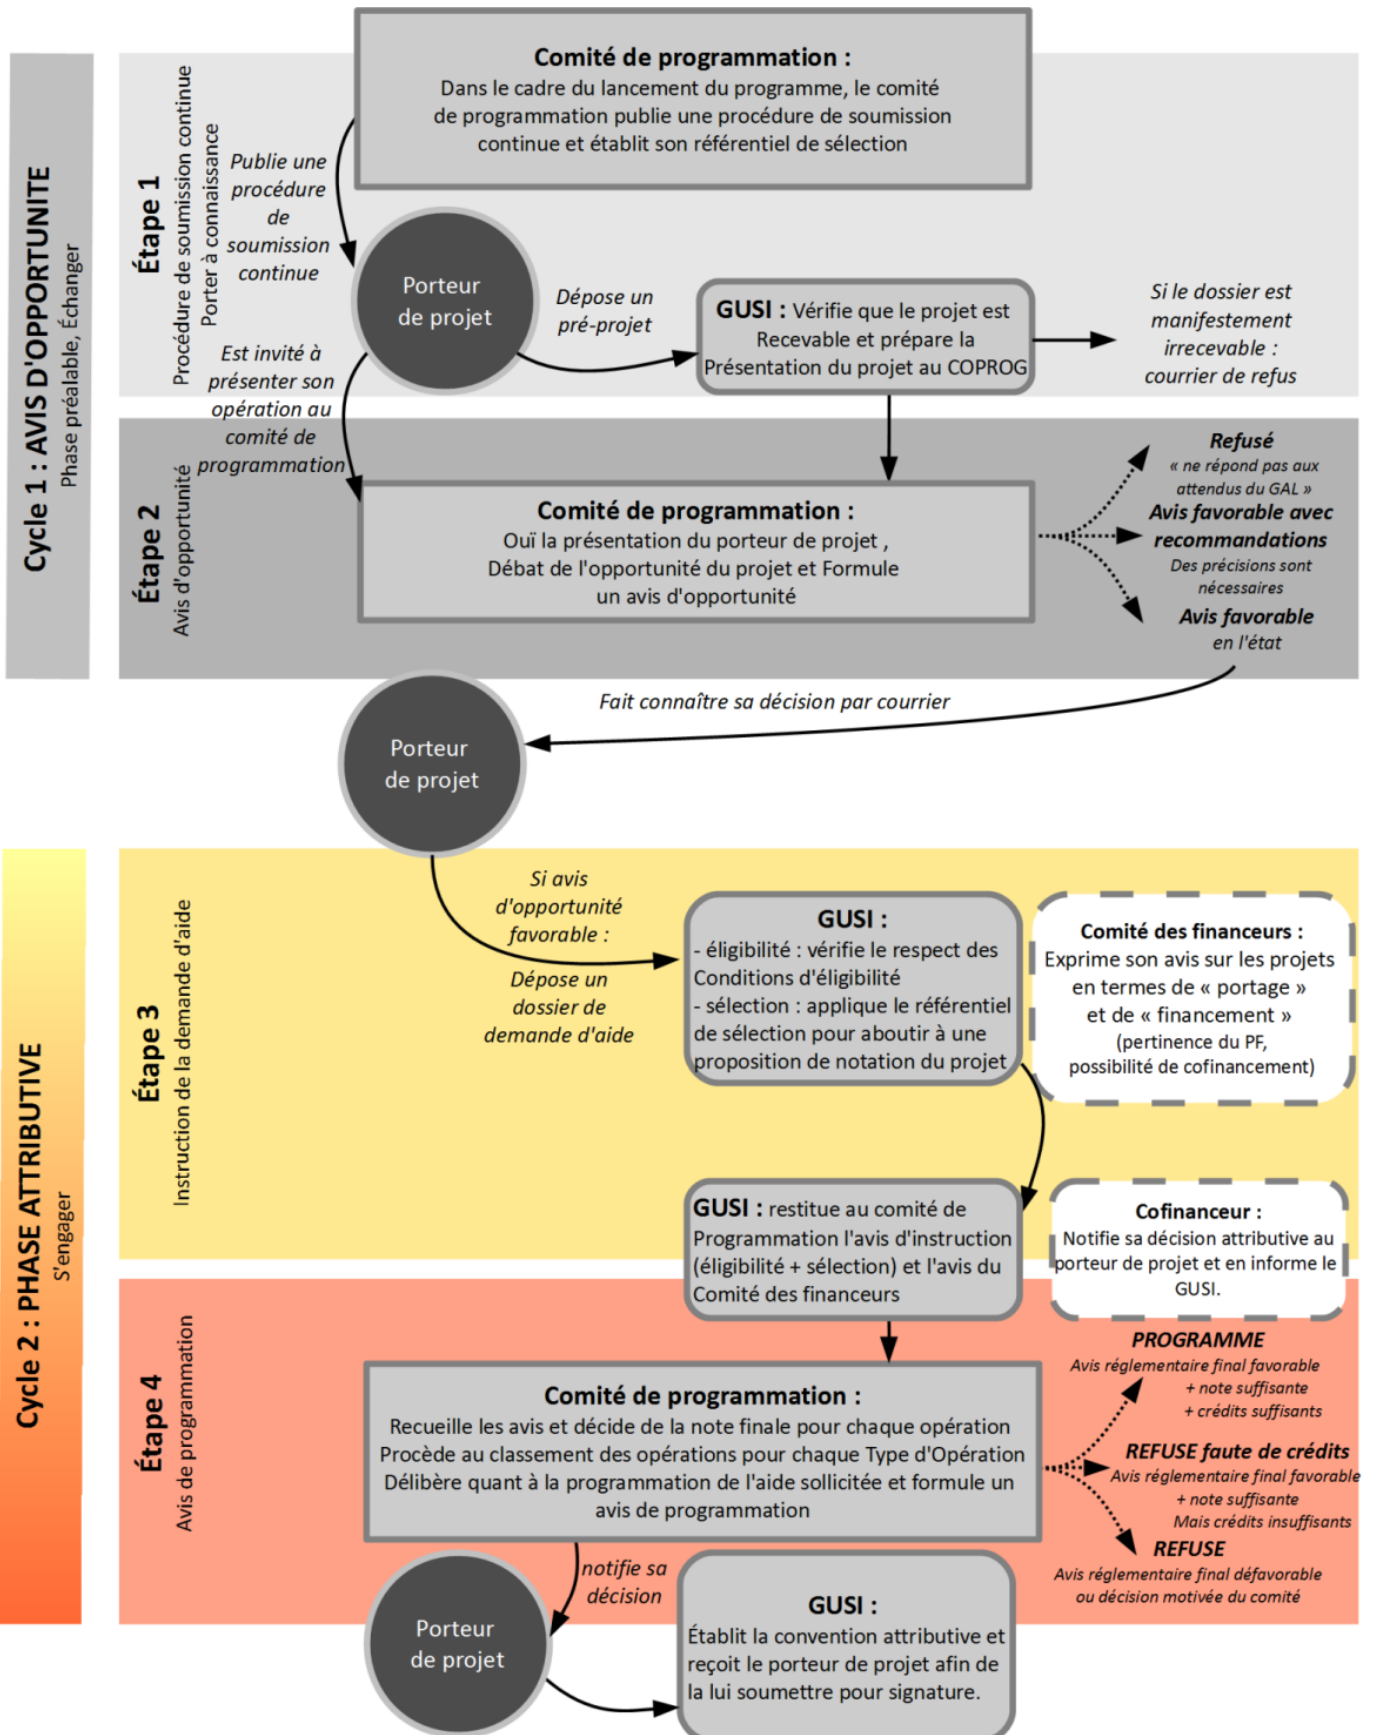 Comité de programmation :
Dans le cadre du lancement du programme, le comité
de programmation publie une procédure de soumission
continue et établit son référentiel de sélection
Cycle 1 : AVIS D'OPPORTUNITE
Phase préalable, Échanger
Étape 1
Procédure de soumission continue
Porter à connaissance
Publie une
procédure
de
soumission
continue
Porteur
de projet
Dépose un
pré-projet
GUSI : Vérifie que le projet est
Recevable et prépare la
Présentation du projet au COPROG
Si le dossier est
manifestement
irrecevable :
courrier de refus
Est invité à
présenter son
opération au
comité de
programmation
Étape 2
Avis d'opportunité
Comité de programmation :
Ouï la présentation du porteur de projet ,
Débat de l'opportunité du projet et Formule
un avis d'opportunité
Refusé
« ne répond pas aux
attendus du GAL »
Avis favorable avec
recommandations
Des précisions sont
nécessaires
Avis favorable
en l'état
Fait connaître sa décision par courrier
Porteur
de projet
Cycle 2 : PHASE ATTRIBUTIVE
S'engager
Étape 3
Instruction de la demande d'aide
Si avis
d'opportunité
favorable :
Dépose un
dossier de
demande d'aide
GUSI :
- éligibilité : vérifie le respect des
Conditions d'éligibilité
- sélection : applique le référentiel
de sélection pour aboutir à une
proposition de notation du projet
Comité des financeurs :
Exprime son avis sur les projets
en termes de « portage »
et de « financement »
(pertinence du PF,
possibilité de cofinancement)
GUSI : restitue au comité de
Programmation l'avis d'instruction
(éligibilité + sélection) et l'avis du
Comité des financeurs
Cofinanceur :
Notifie sa décision attributive au
porteur de projet et en informe le
GUSI.
Étape 4
Avis de programmation
Comité de programmation :
Recueille les avis et décide de la note finale pour chaque opération
Procède au classement des opérations pour chaque Type d'Opération
Délibère quant à la programmation de l'aide sollicitée et formule un
avis de programmation
PROGRAMME
Avis réglementaire final favorable
+ note suffisante
+ crédits suffisants
REFUSE faute de crédits
Avis réglementaire final favorable
+ note suffisante
Mais crédits insuffisants
REFUSE
Avis réglementaire final défavorable
ou décision motivée du comité
notifie sa
décision
Porteur
de projet
GUSI :
Établit la convention attributive et
reçoit le porteur de projet afin de
la lui soumettre pour signature.